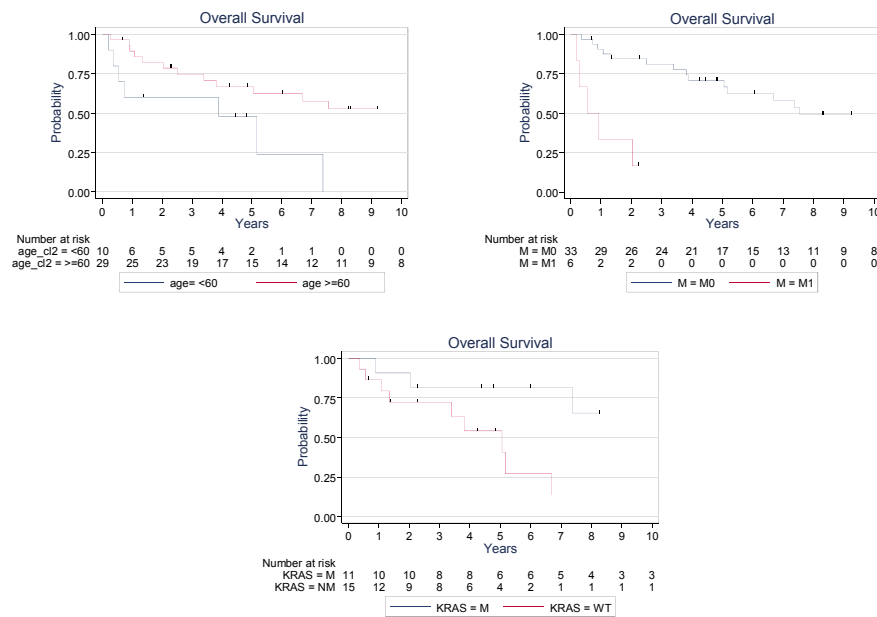 Overall Survival
1.00
0.75
0.50
0.25
0.00
Probability
0 1 2 3 4 5 6 7 8 9 10
Years
Number at risk
age_cl2 = <60 10 6 5 5 4 2 1 1 0 0 0
age_cl2 = >=60 29 25 23 19 17 15 14 12 11 9 8
age= <60 age >=60
Overall Survival
1.00
0.75
0.50
0.25
0.00
Probability
0 1 2 3 4 5 6 7 8 9 10
Years
Number at risk
M = M0 33 29 26 24 21 17 15 13 11 9 8
M = M1 6 2 2 0 0 0 0 0 0 0 0
M = M0 M = M1
Overall Survival
1.00
0.75
0.50
0.25
0.00
Probability
0 1 2 3 4 5 6 7 8 9 10
Years
Number at risk
KRAS = M 11 10 10 8 8 6 6 5 4 3 3
KRAS = NM 15 12 9 8 6 4 2 1 1 1 1
KRAS = M KRAS = WT